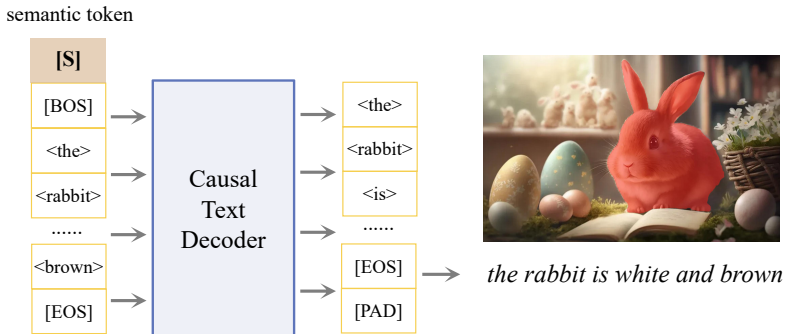 semantic token
[S]
[BOS]
<the>
<rabbit>
......
<brown>
[EOS]
Causal
Text
Decoder
<the>
<rabbit>
<is>
......
[EOS]
[PAD]
the rabbit is white and brown